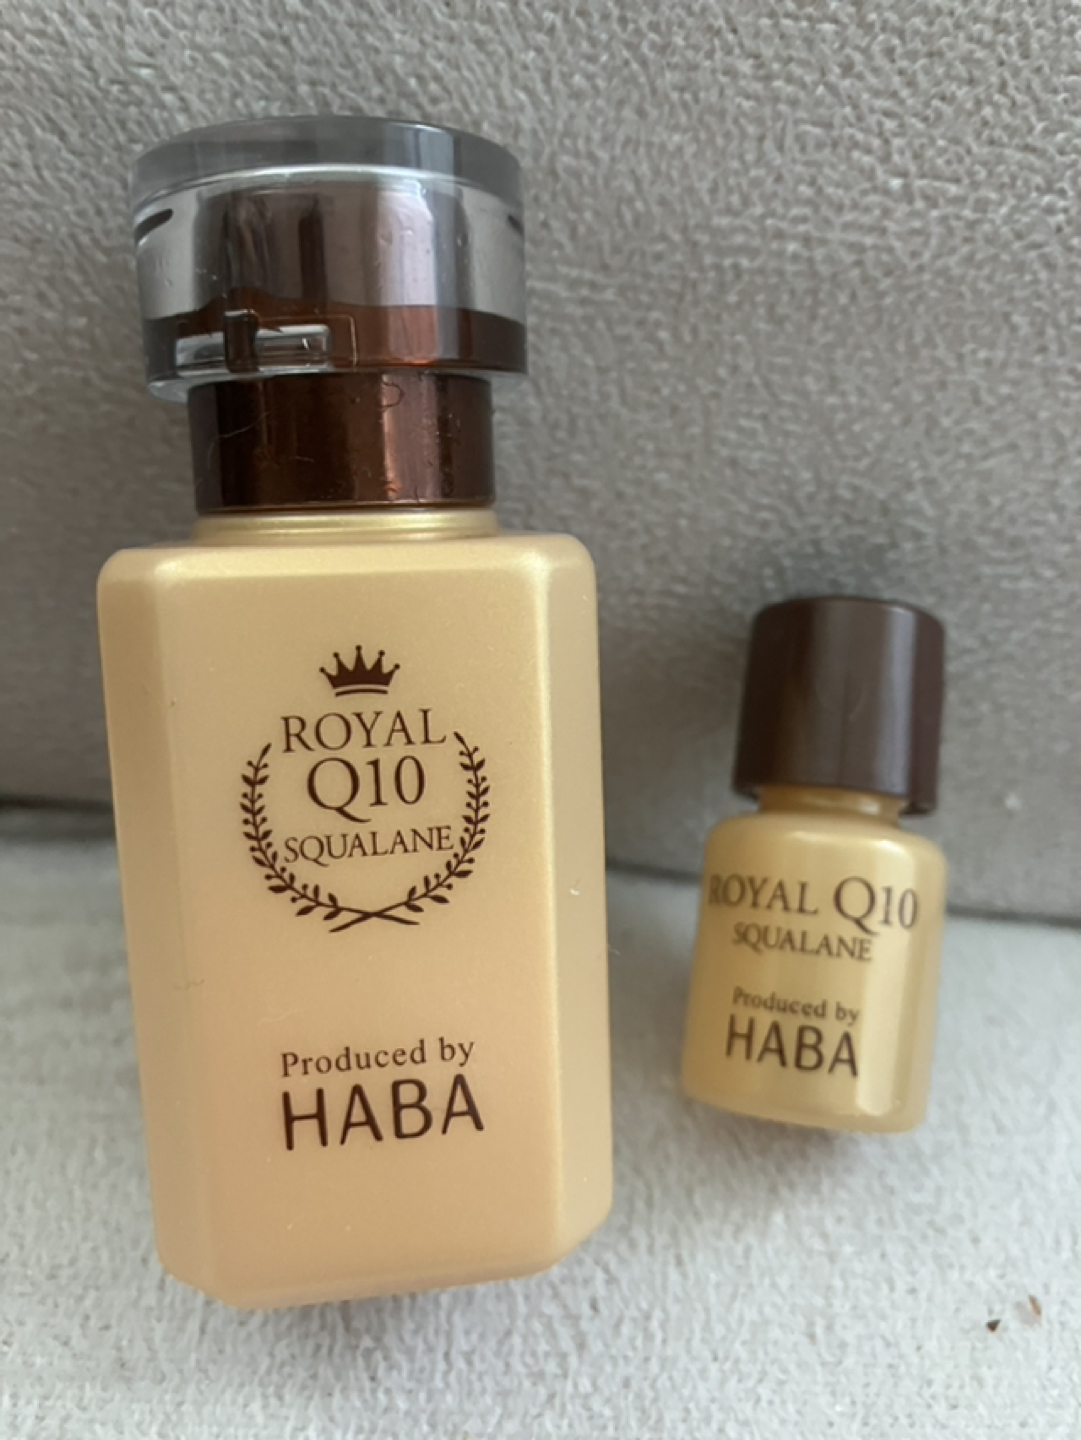 ROYAL
Q10
SQUALANE
Produced by
HABA
ROYAL Q10
SQUALANE
Produced by
HABA